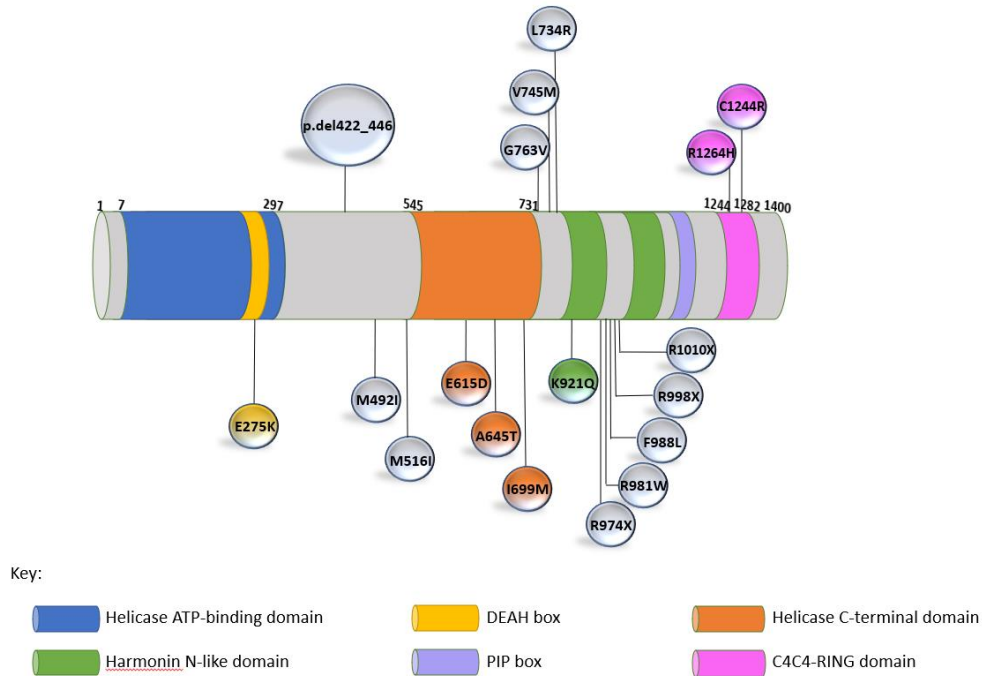 L734R
V745M
p.del422_446
G763V
C1244R
R1264H
1 7 297 545 731 1244 1282 1400
E275K
M492I
M516I
E615D
A645T
I699M
K921Q
R1010X
R998X
F988L
R981W
R974X
Key:
Helicase ATP-binding domain
DEAH box
Helicase C-terminal domain
Harmonin N-like domain
PIP box
C4C4-RING domain